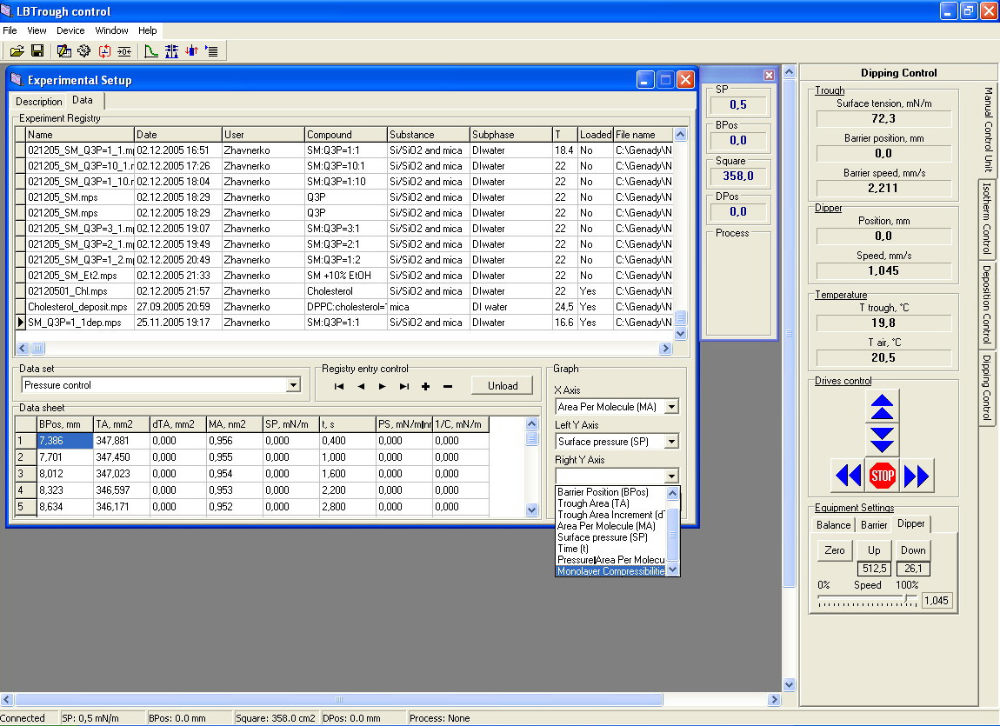 LBTrough control
File View Device Window Help
Experimental Setup
Description Data
Experiment Registry
Name Date User Compound Substance Subphase T Loaded File name
021205_SM_Q3P=1_1.mp 02.12.2005 16:51 Zhavnerko SM:Q3P=1:1 Si/SiO2 and mica DIwater 18.4 No C:\Genady\N
021205_SM_Q3P=10_1.m 02.12.2005 17:26 Zhavnerko SM:Q3P=10:1 Si/SiO2 and mica DIwater 22 No C:\Genady\N
021205_SM_Q3P=1_10.m 02.12.2005 18:04 Zhavnerko SM:Q3P=1:10 Si/SiO2 and mica DIwater 22 No C:\Genady\N
021205_SM.mps 02.12.2005 18:29 Zhavnerko Q3P Si/SiO2 and mica DIwater 22 No C:\Genady\N
021205_SM.mps 02.12.2005 18:29 Zhavnerko Q3P Si/SiO2 and mica DIwater 22 No C:\Genady\N
021205_SM_Q3P=3_1.mp 02.12.2005 19:07 Zhavnerko SM:Q3P=3:1 Si/SiO2 and mica DIwater 22 No C:\Genady\N
021205_SM_Q3P=2_1.mp 02.12.2005 19:49 Zhavnerko SM:Q3P=2:1 Si/SiO2 and mica DIwater 22 No C:\Genady\N
021205_SM_Q3P=1_2.mp 02.12.2005 20:49 Zhavnerko SM:Q3P=1:2 Si/SiO2 and mica DIwater 22 No C:\Genady\N
021205_SM_Et2.mps 02.12.2005 21:33 Zhavnerko SM +10% EtOH Si/SiO2 and mica DIwater 22 No C:\Genady\N
02120501_Chl.mps 02.12.2005 21:57 Zhavnerko Cholesterol Si/SiO2 and mica DIwater 22 Yes C:\Genady\N
Cholesterol_deposit.mps 27.09.2005 20:59 Zhavnerko DPPC:cholesterol= mica DI water 24,5 Yes C:\Genady\N
SM_Q3P=1_1dep.mps 25.11.2005 19:17 Zhavnerko SM:Q3P=1:1 Si/SiO2 and mica DIwater 16.6 Yes C:\Genady\N
Data set
Pressure control
Registry entry control
Unload
Data sheet
BPos, mm TA, mm2 dTA, mm2 MA, nm2 SP, mN/m t, s PS, mN/m|nr 1/C, mN/m
1 7,386 347,881 0,000 0,956 0,000 0,400 0,000 0,000
2 7,701 347,450 0,000 0,955 0,000 1,000 0,000 0,000
3 8,012 347,023 0,000 0,954 0,000 1,600 0,000 0,000
4 8,323 346,597 0,000 0,953 0,000 2,200 0,000 0,000
5 8,634 346,171 0,000 0,952 0,000 2,800 0,000 0,000
Graph
X Axis
Area Per Molecule (MA)
Left Y Axis
Surface pressure (SP)
Right Y Axis
Barrier Position (BPos)
Trough Area (TA)
Trough Area Increment (d
Area Per Molecule (MA)
Surface pressure (SP)
Time (t)
Pressure|Area Per Molecu
Monolayer Compressibilitie
SP
0,5
BPos
0,0
Square
358,0
DPos
0,0
Process
Dipping Control
Trough
Surface tension, mN/m
72,3
Barrier position, mm
0,0
Barrier speed, mm/s
2,211
Dipper
Position, mm
0,0
Speed, mm/s
1,045
Temperature
T trough, °C
19,8
T air, °C
20,5
Drives control
STOP
Equipment Settings
Balance Barrier Dipper
Zero Up Down
512,5 26,1
0% Speed 100%
1,045
Manual Control Unit
Isotherm Control
Deposition Control
Dipping Control
Connected SP: 0,5 mN/m BPos: 0.0 mm Square: 358.0 cm2 DPos: 0.0 mm Process: None